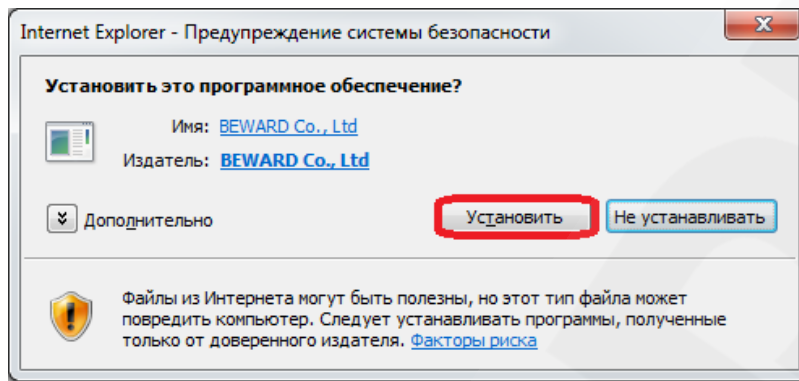 Internet Explorer - Предупреждение системы безопасности
Установить это программное обеспечение?
Имя: BEWARD Co., Ltd
Издатель: BEWARD Co., Ltd
Дополнительно
Установить
Не устанавливать
Файлы из Интернета могут быть полезны, но этот тип файла может
повредить компьютер. Следует устанавливать программы, полученные
только от доверенного издателя. Факторы риска